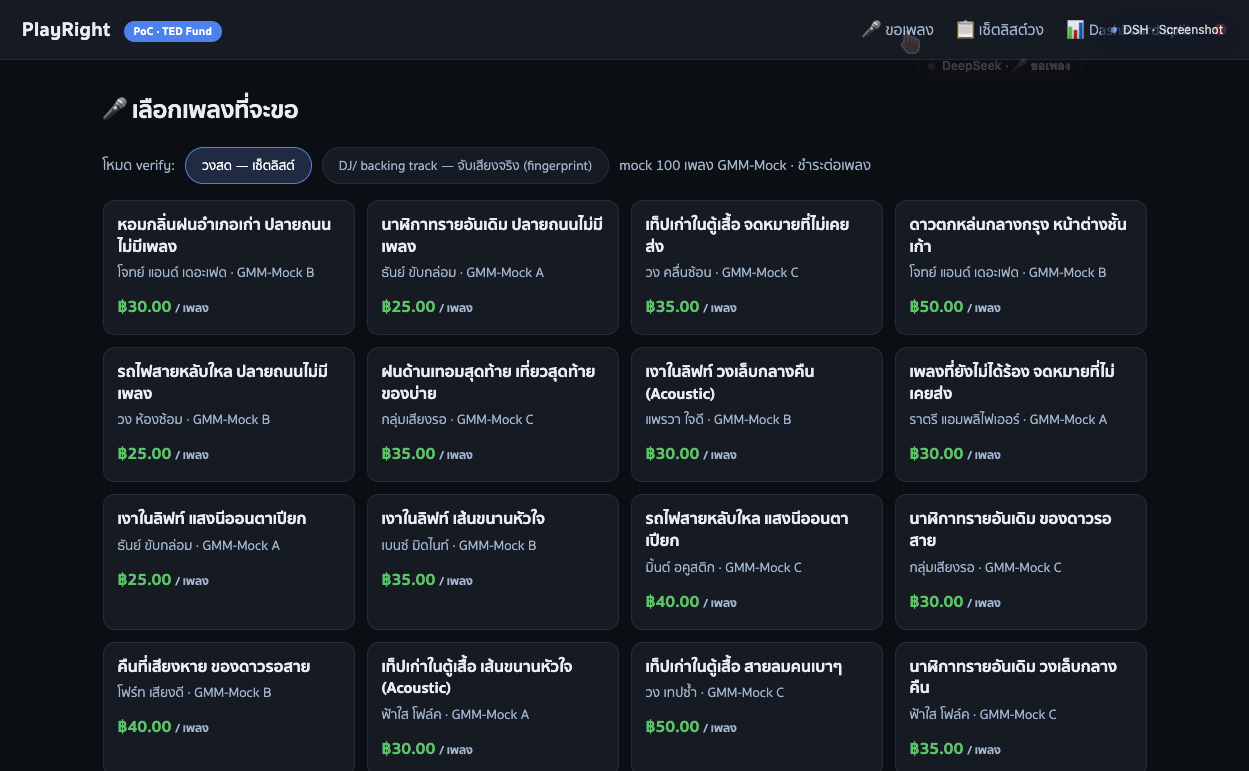 PlayRight
PoC · TED Fund
🎤 ขอเพลง
📋 เซ็ตลิสต์วง
📊
DSH · Screenshot
DeepSeek · 🎤 ขอเพลง
🎤 เลือกเพลงที่จะขอ
โหมด verify:
วงสด — เซ็ตลิสต์
DJ/ backing track — จับเสียงจริง (fingerprint)
mock 100 เพลง GMM-Mock · ชำระต่อเพลง
หอมกลิ่นฝนอำเภอเก่า ปลายถนน
ไม่มีเพลง
โจทย์ แอนด์ เดอะเฟด · GMM-Mock B
฿30.00 / เพลง
นาฬิกาทรายอันเดิม ปลายถนนไม่มี
เพลง
ธันย์ ขับกล่อม · GMM-Mock A
฿25.00 / เพลง
เท็ปเก่าในตู้เสื้อ จดหมายที่ไม่เคย
ส่ง
วง คลื่นซ้อน · GMM-Mock C
฿35.00 / เพลง
ดาวตกหล่นกลางกรุง หน้าต่างชั้น
เก้า
โจทย์ แอนด์ เดอะเฟด · GMM-Mock B
฿50.00 / เพลง
รถไฟสายหลับใหล ปลายถนนไม่มี
เพลง
วง ห้องซ้อม · GMM-Mock B
฿25.00 / เพลง
ฝนด้านเทอมสุดท้าย เที่ยวสุดท้าย
ของบ่าย
กลุ่มเสียงรอ · GMM-Mock C
฿35.00 / เพลง
เงาในลิฟท์ วงเล็บกลางคืน
(Acoustic)
แพรวา ใจดี · GMM-Mock B
฿30.00 / เพลง
เพลงที่ยังไม่ได้ร้อง จดหมายที่ไม่
เคยส่ง
ราตรี แอมพลิไฟเออร์ · GMM-Mock A
฿30.00 / เพลง
เงาในลิฟท์ แสงนีออนตาเปียก
ธันย์ ขับกล่อม · GMM-Mock A
฿25.00 / เพลง
เงาในลิฟท์ เส้นขนานหัวใจ
เบนซ์ มิดไนท์ · GMM-Mock B
฿35.00 / เพลง
รถไฟสายหลับใหล แสงนีออนตา
เปียก
มิ้นต์ อคูสติก · GMM-Mock C
฿40.00 / เพลง
นาฬิกาทรายอันเดิม ของดาวรอ
สาย
กลุ่มเสียงรอ · GMM-Mock C
฿30.00 / เพลง
คืนที่เสียงหาย ของดาวรอสาย
โฟร์ท เสียงดี · GMM-Mock B
฿40.00 / เพลง
เท็ปเก่าในตู้เสื้อ เส้นขนานหัวใจ
(Acoustic)
ฟ้าใส โฟล์ค · GMM-Mock A
฿30.00 / เพลง
เท็ปเก่าในตู้เสื้อ สายลมคนเบาๆ
วง เทปซ้ำ · GMM-Mock C
฿50.00 / เพลง
นาฬิกาทรายอันเดิม วงเล็บกลาง
คืน
ฟ้าใส โฟล์ค · GMM-Mock C
฿35.00 / เพลง